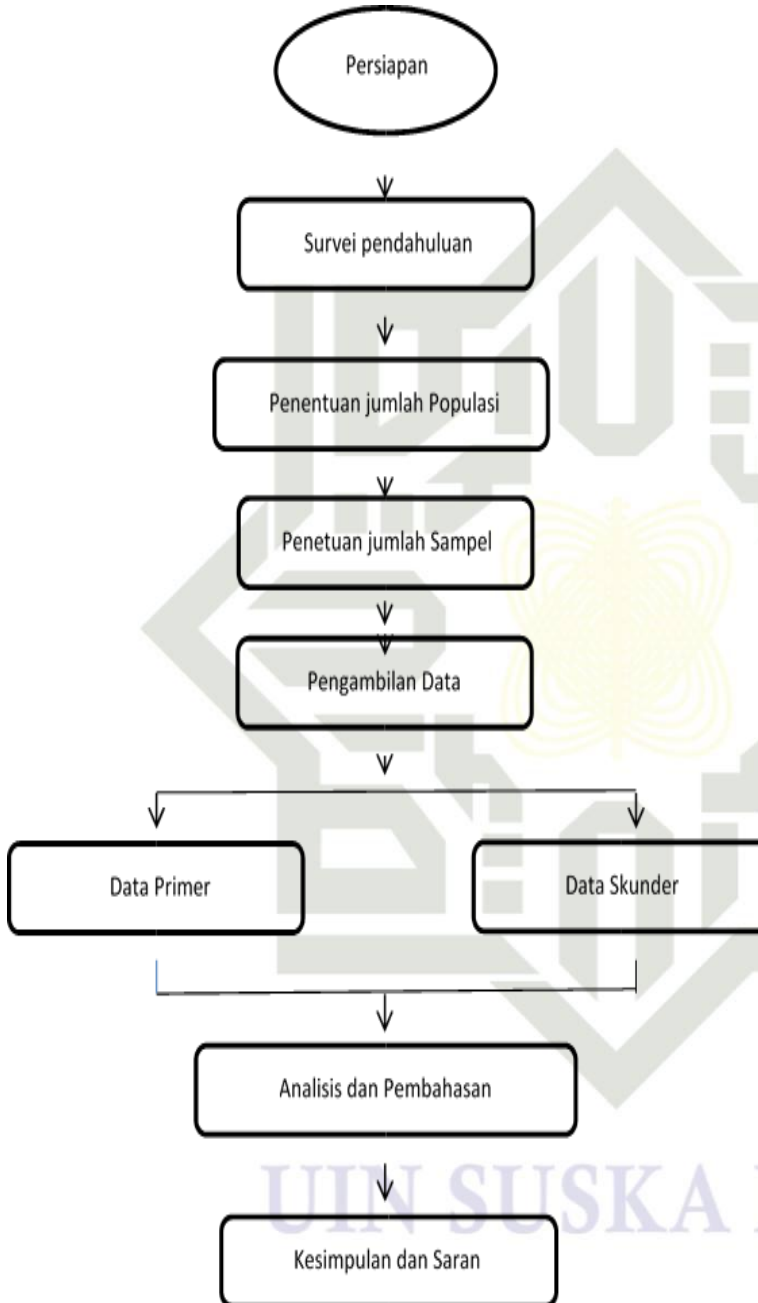 Persiapan
Survei pendahuluan
Penentuan jumlah Populasi
Penetuan jumlah Sampel
Pengambilan Data
Data Primer
Data Skunder
Analisis dan Pembahasan
UIN SUSKA
Kesimpulan dan Saran